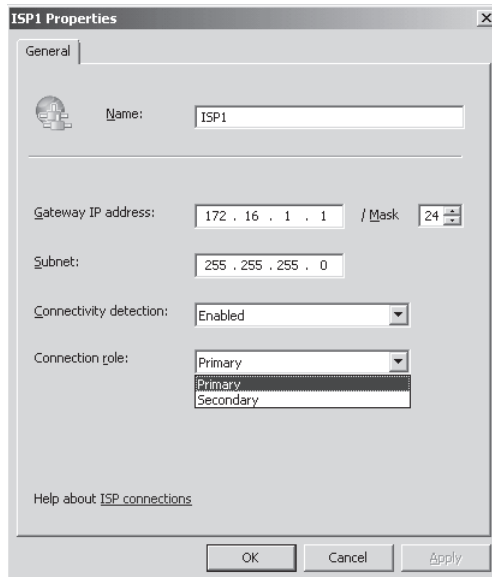 ISP1 Properties
General
Name: ISP1
Gateway IP address: 172 . 16 . 1 . 1 / Mask 24
Subnet: 255 . 255 . 255 . 0
Connectivity detection: Enabled
Connection role: Primary
Primary
Secondary
Help about ISP connections
OK Cancel Apply